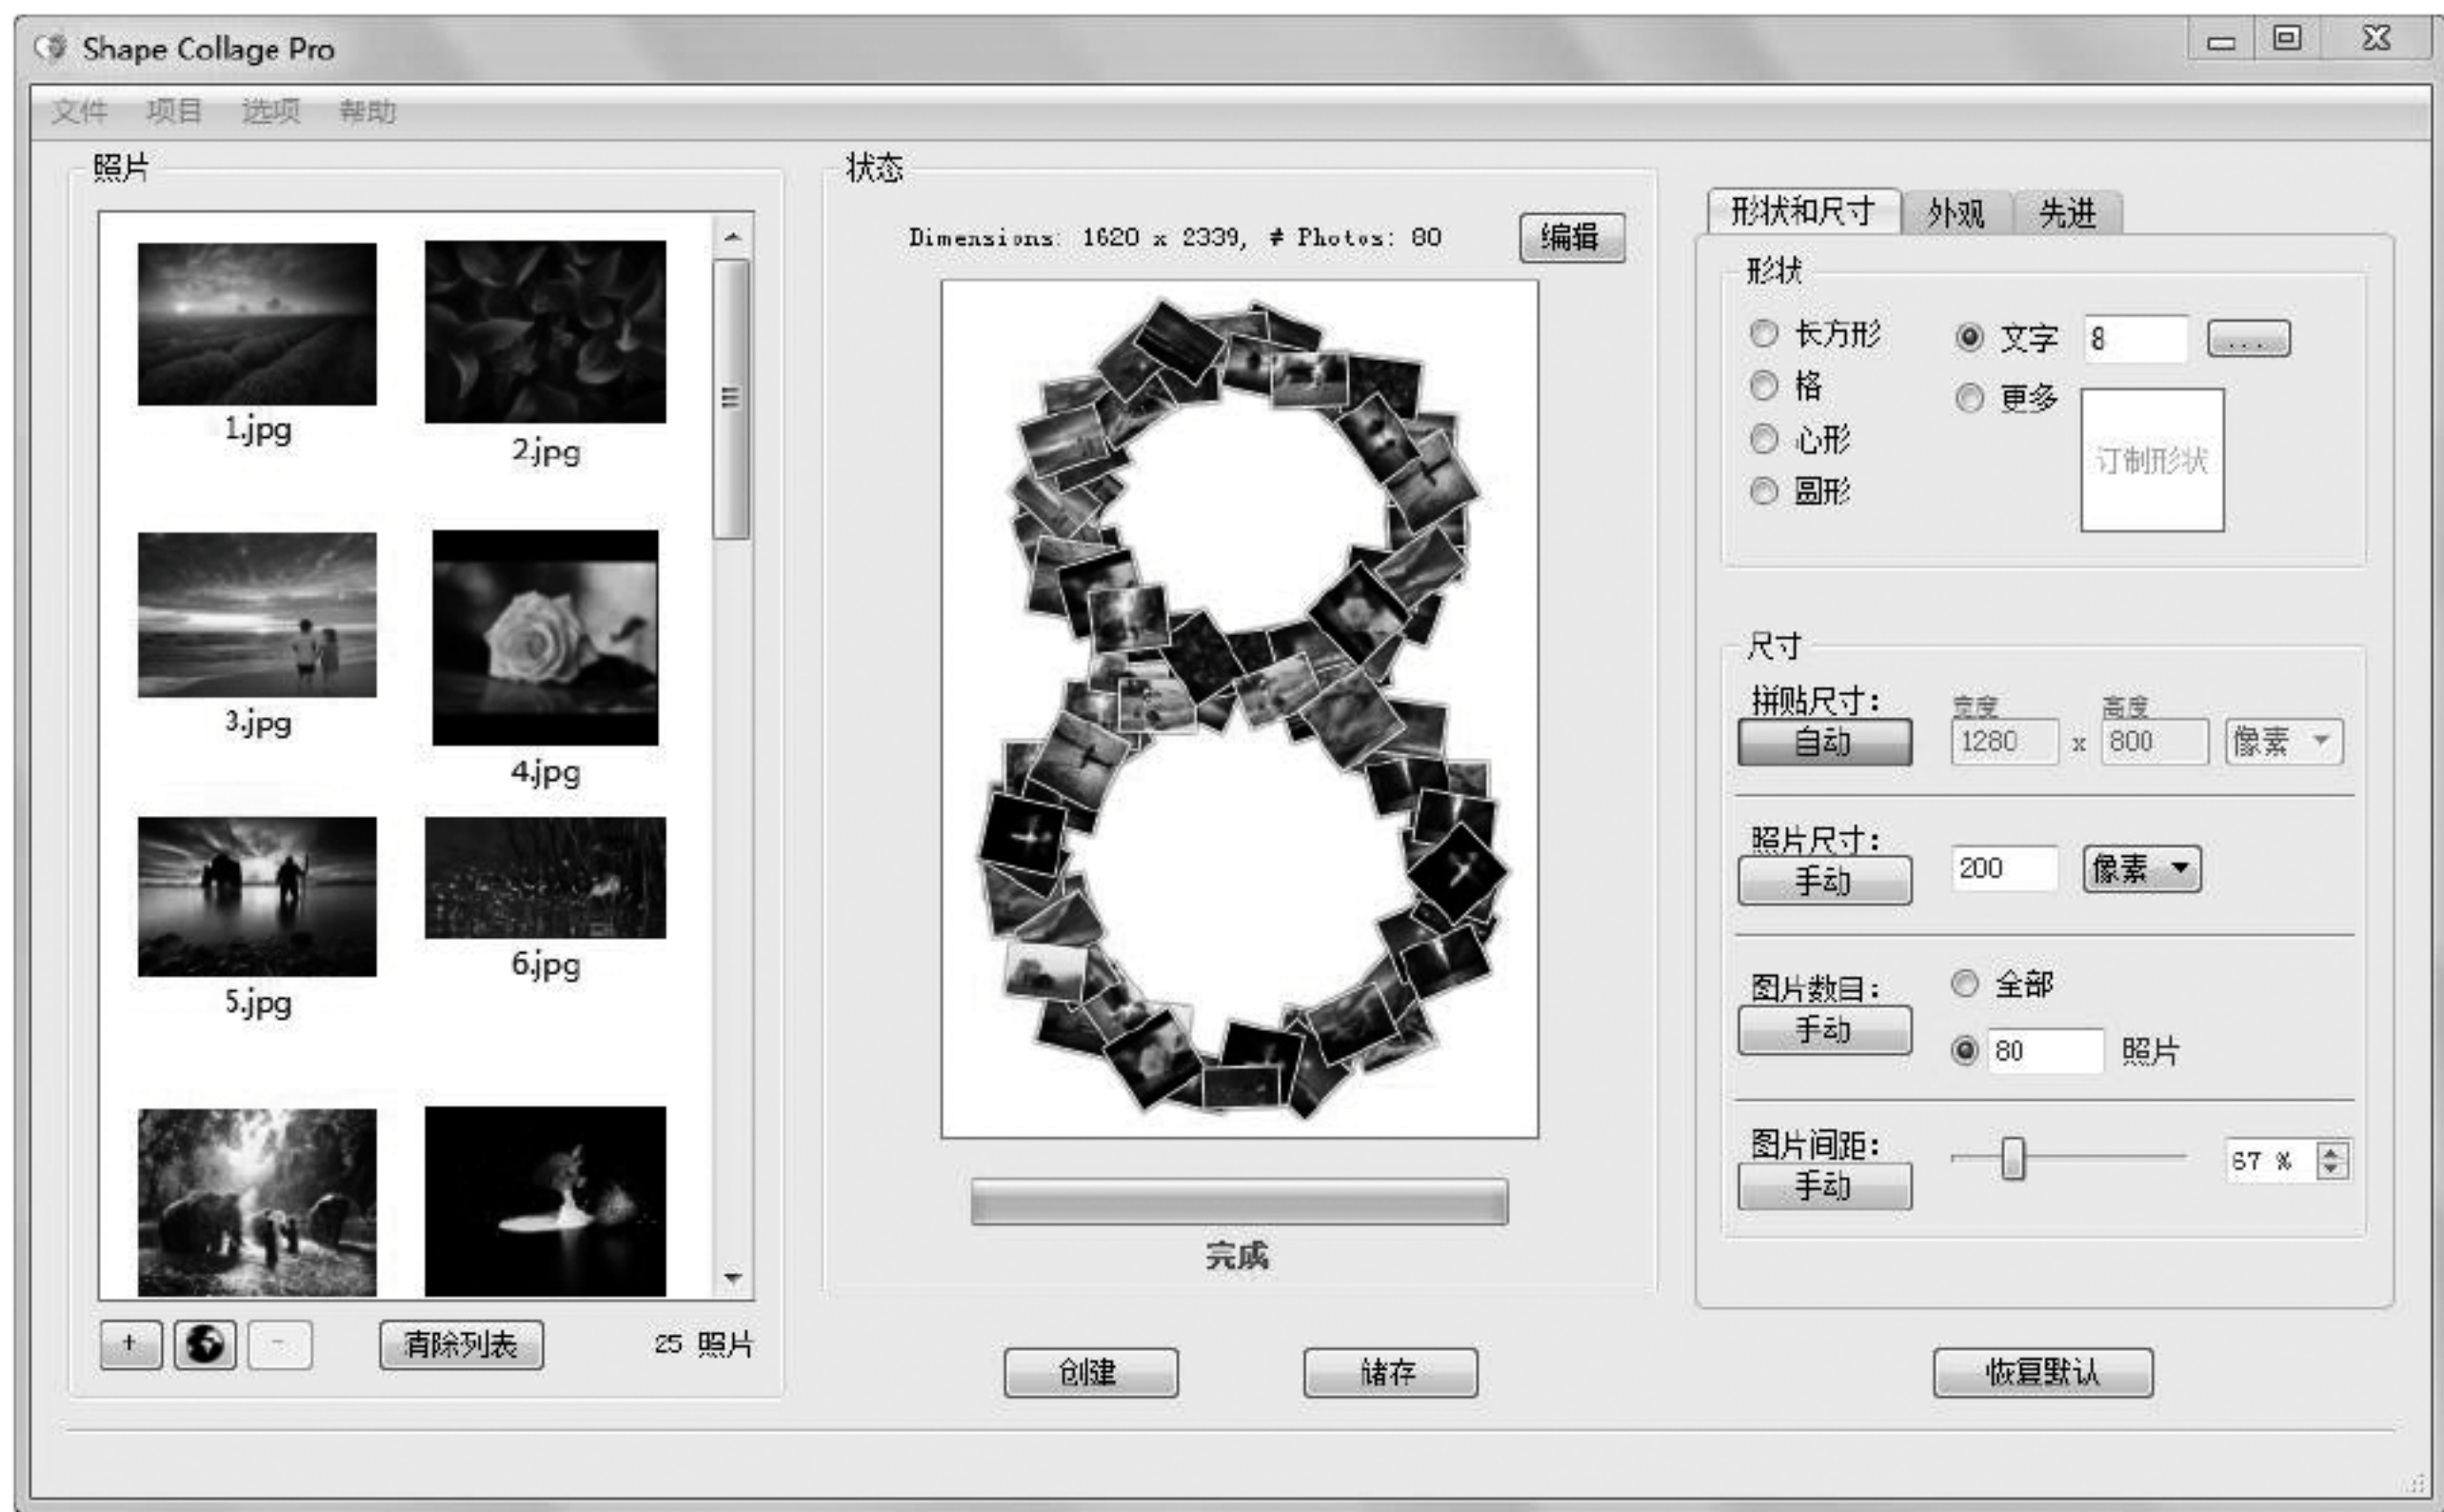 Shape Collage Pro
文件 项目 选项 帮助
照片
1.jpg
2.jpg
3.jpg
4.jpg
5.jpg
6.jpg
+
-
清除列表
25 照片
状态
Dimensions: 1620 x 2339, # Photos: 80
编辑
完成
创建
储存
形状和尺寸 外观 先进
形状
长方形
格
心形
圆形
文字 8 ...
更多
订制形状
尺寸
拼贴尺寸:
自动
宽度 高度
1280 x 800 像素
照片尺寸:
手动
200 像素
图片数目:
手动
全部
80 照片
图片间距:
手动
67 %
恢复默认